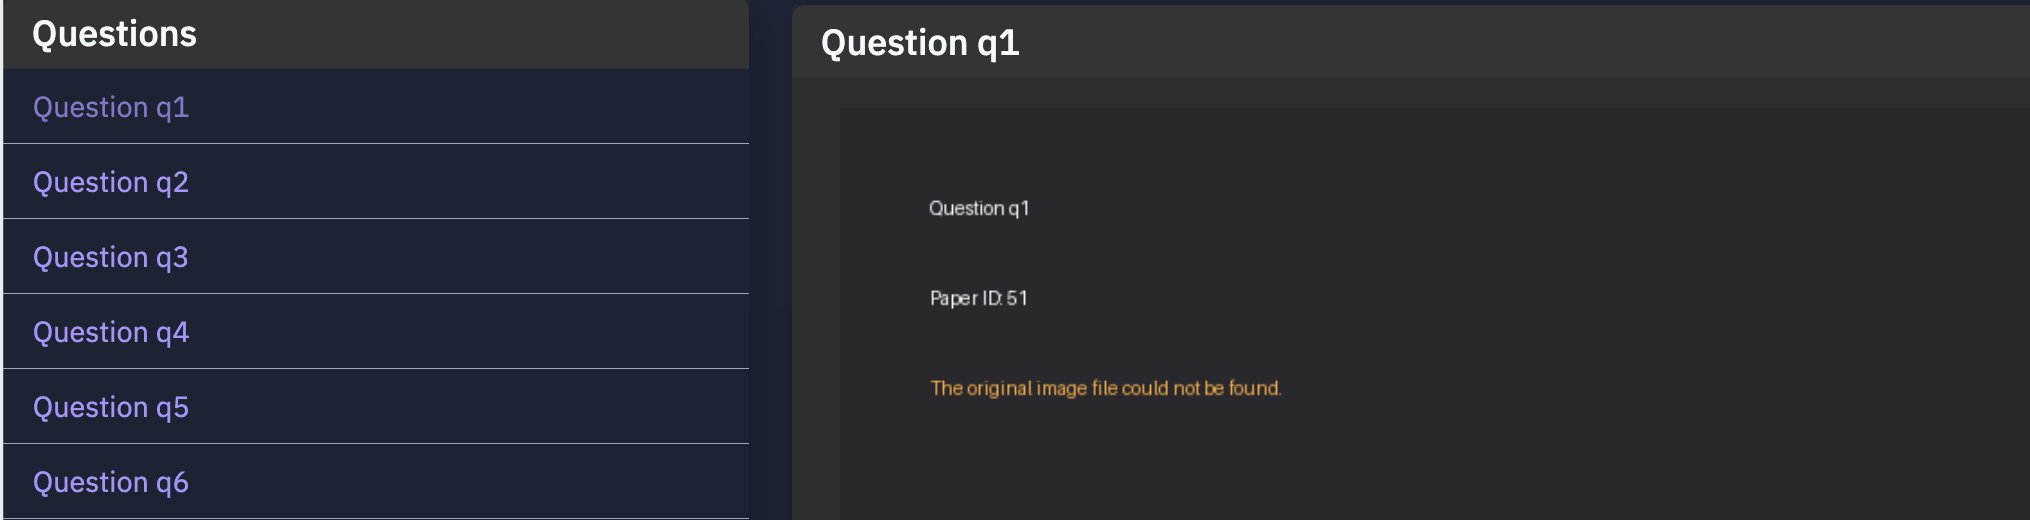 Questions
Question q1
Question q2
Question q3
Question q4
Question q5
Question q6
Question q1
Question q1
Paper ID: 51
The original image file could not be found.